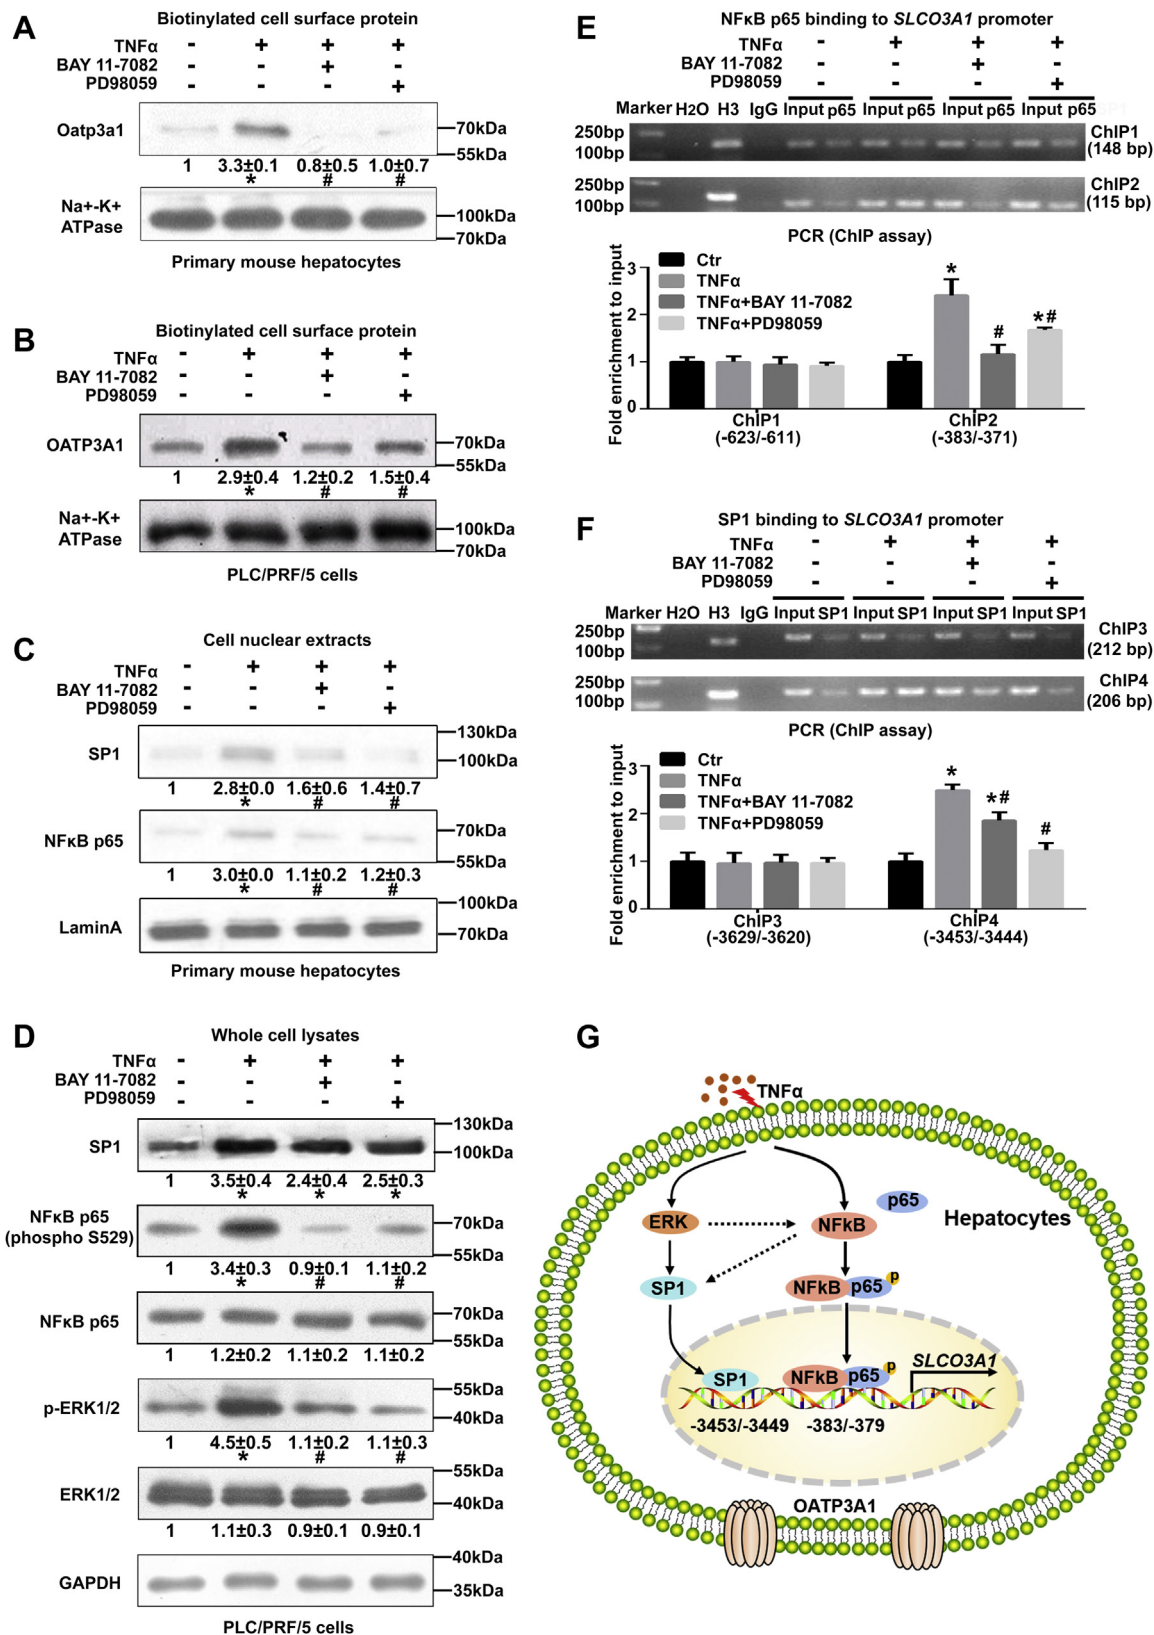 A
Biotinylated cell surface protein
TNFα - + + +
BAY 11-7082 - - + -
PD98059 - - - +
Oatp3a1
70kDa
55kDa
1 3.3±0.1 0.8±0.5 1.0±0.7
* # #
Na+-K+
ATPase
100kDa
70kDa
Primary mouse hepatocytes
B
Biotinylated cell surface protein
TNFα - + + +
BAY 11-7082 - - + -
PD98059 - - - +
OATP3A1
70kDa
55kDa
1 2.9±0.4 1.2±0.2 1.5±0.4
* # #
Na+-K+
ATPase
100kDa
70kDa
PLC/PRF/5 cells
C
Cell nuclear extracts
TNFα - + + +
BAY 11-7082 - - + -
PD98059 - - - +
SP1
130kDa
100kDa
1 2.8±0.0 1.6±0.6 1.4±0.7
* # #
NFκB p65
70kDa
55kDa
1 3.0±0.0 1.1±0.2 1.2±0.3
* # #
LaminA
100kDa
70kDa
Primary mouse hepatocytes
D
Whole cell lysates
TNFα - + + +
BAY 11-7082 - - + -
PD98059 - - - +
SP1
130kDa
100kDa
1 3.5±0.4 2.4±0.4 2.5±0.3
* * *
NFκB p65
(phospho S529)
70kDa
55kDa
1 3.4±0.3 0.9±0.1 1.1±0.2
* # #
NFκB p65
70kDa
55kDa
1 1.2±0.2 1.1±0.2 1.1±0.2
p-ERK1/2
55kDa
40kDa
1 4.5±0.5 1.1±0.2 1.1±0.3
* # #
ERK1/2
55kDa
40kDa
1 1.1±0.3 0.9±0.1 0.9±0.1
GAPDH
40kDa
35kDa
PLC/PRF/5 cells
E
NFκB p65 binding to SLCO3A1 promoter
TNFα - + + +
BAY 11-7082 - - + -
PD98059 - - - +
Marker H2O H3 IgG Input p65 Input p65 Input p65 Input p65
250bp
100bp
ChIP1
(148 bp)
250bp
100bp
ChIP2
(115 bp)
PCR (ChIP assay)
Fold enrichment to input
3
2
1
0
Ctr
TNFα
TNFα+BAY 11-7082
TNFα+PD98059
* # *#
ChIP1 ChIP2
(-623/-611) (-383/-371)
F
SP1 binding to SLCO3A1 promoter
TNFα - + + +
BAY 11-7082 - - + -
PD98059 - - - +
Marker H2O H3 IgG Input SP1 Input SP1 Input SP1 Input SP1
250bp
100bp
ChIP3
(212 bp)
250bp
100bp
ChIP4
(206 bp)
PCR (ChIP assay)
Fold enrichment to input
3
2
1
0
Ctr
TNFα
TNFα+BAY 11-7082
TNFα+PD98059
* *# #
ChIP3 ChIP4
(-3629/-3620) (-3453/-3444)
G
TNFα
p65
ERK NFkB
Hepatocytes
SP1 NFkB p65 p
SLCO3A1
SP1 NFkB p65 p
-3453/-3449 -383/-379
OATP3A1